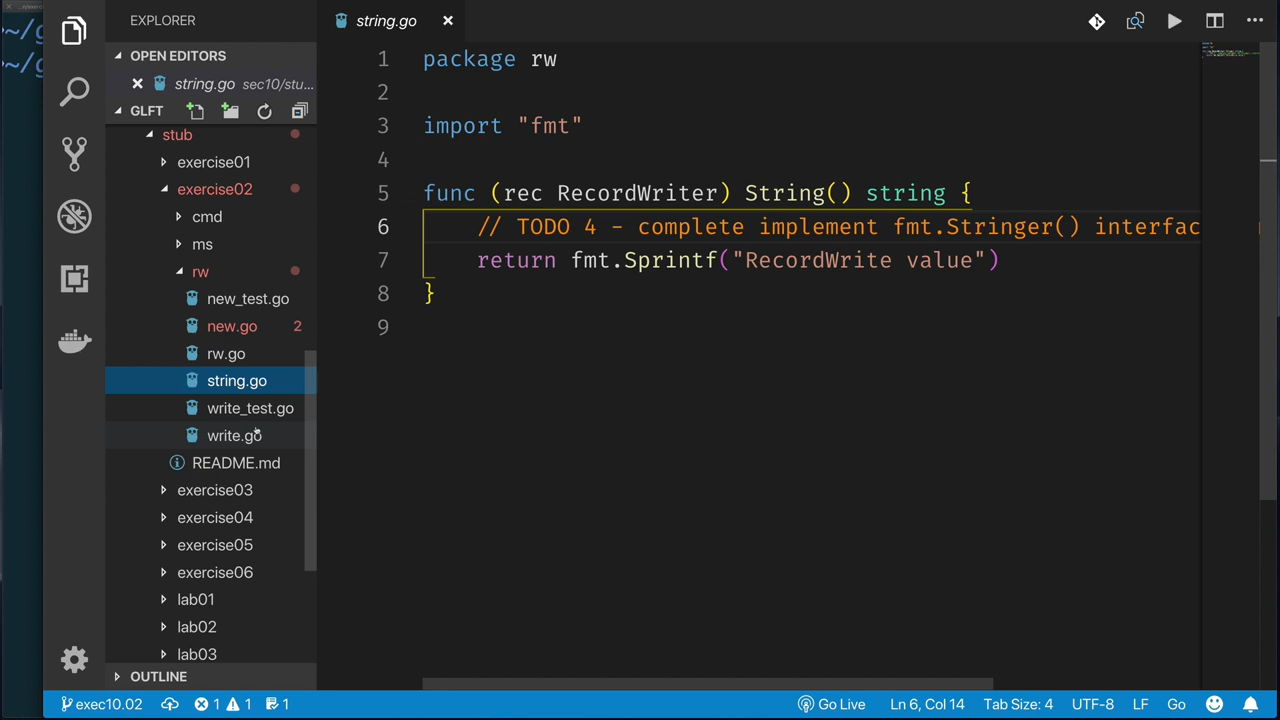 ~/g
~/g
EXPLORER
OPEN EDITORS
string.go sec10/stu...
GLFT
stub
exercise01
exercise02
cmd
ms
rw
new_test.go
new.go 2
rw.go
string.go
write_test.go
write.go
README.md
exercise03
exercise04
exercise05
exercise06
lab01
lab02
lab03
OUTLINE
string.go
1 package rw
2
3 import "fmt"
4
5 func (rec RecordWriter) String() string {
6 // TODO 4 - complete implement fmt.Stringer() interfac
7 return fmt.Sprintf("RecordWrite value")
8 }
9
exec10.02 1 1 1 Go Live Ln 6, Col 14 Tab Size: 4 UTF-8 LF Go